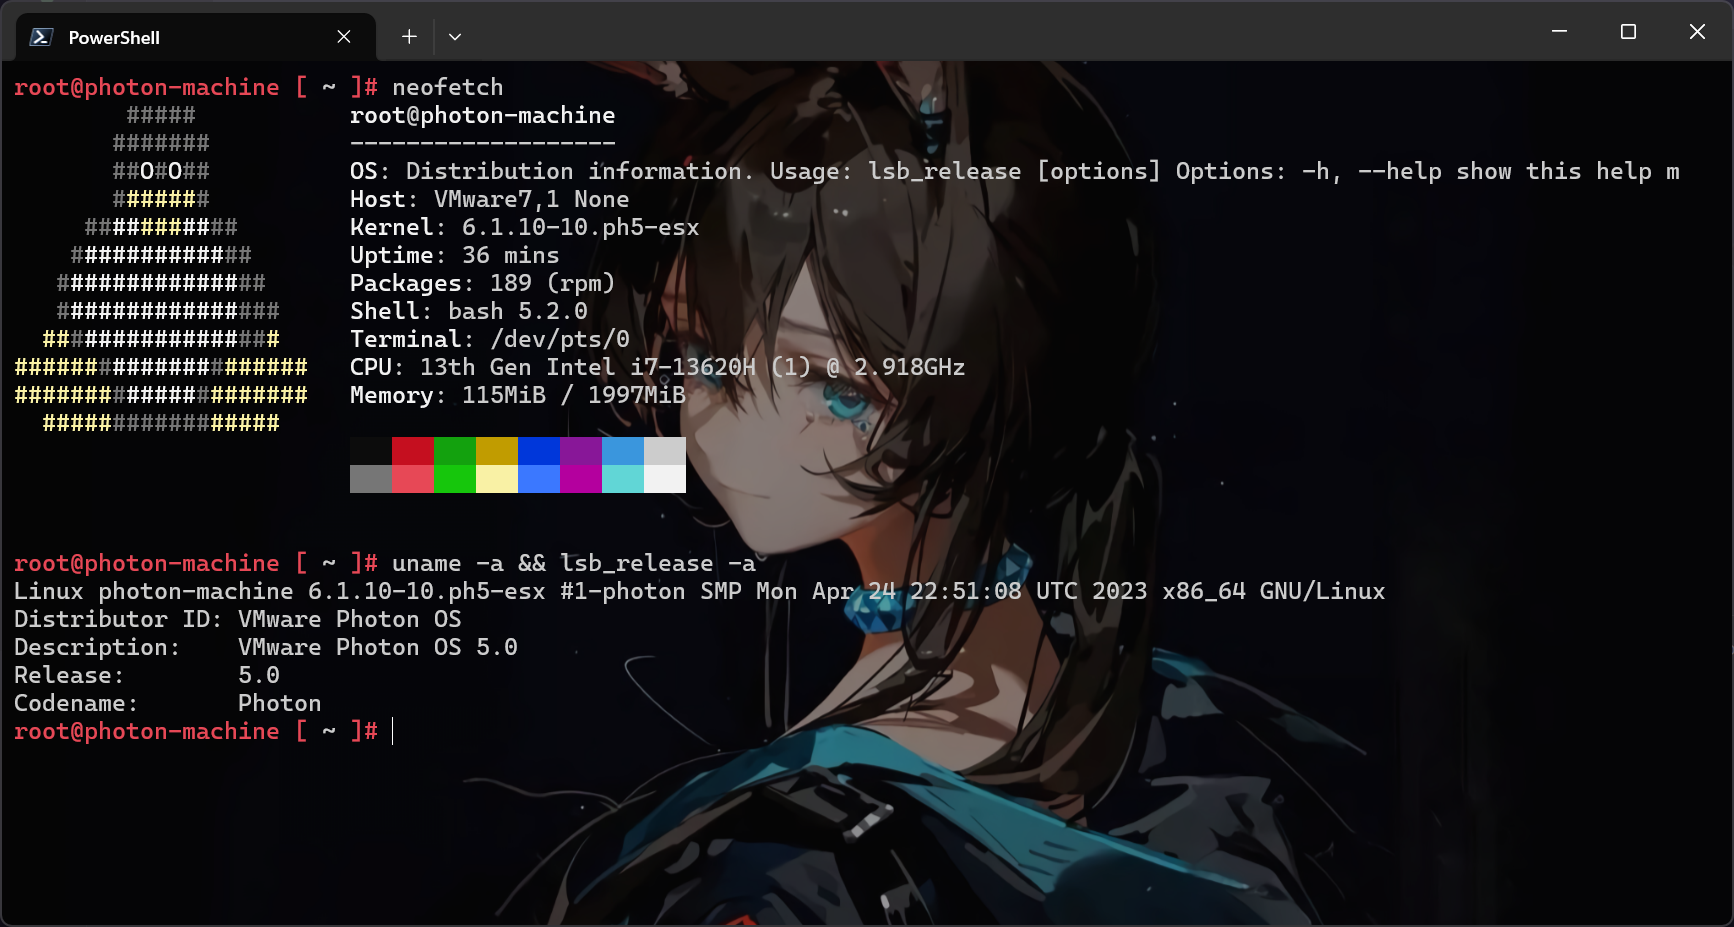 PowerShell
root@photon-machine [ ~ ]# neofetch
        #####           root@photon-machine
       #######          -------------------
       ##O#O##          OS: Distribution information. Usage: lsb_release [options] Options: -h, --help show this help m
       #######          Host: VMware7,1 None
     ###########        Kernel: 6.1.10-10.ph5-esx
    #############       Uptime: 36 mins
   ###############      Packages: 189 (rpm)
   ################     Shell: bash 5.2.0
  #################     Terminal: /dev/pts/0
#####################   CPU: 13th Gen Intel i7-13620H (1) @ 2.918GHz
#####################   Memory: 115MiB / 1997MiB
  #################
root@photon-machine [ ~ ]# uname -a && lsb_release -a
Linux photon-machine 6.1.10-10.ph5-esx #1-photon SMP Mon Apr 24 22:51:08 UTC 2023 x86_64 GNU/Linux
Distributor ID: VMware Photon OS
Description:    VMware Photon OS 5.0
Release:        5.0
Codename:       Photon
root@photon-machine [ ~ ]#